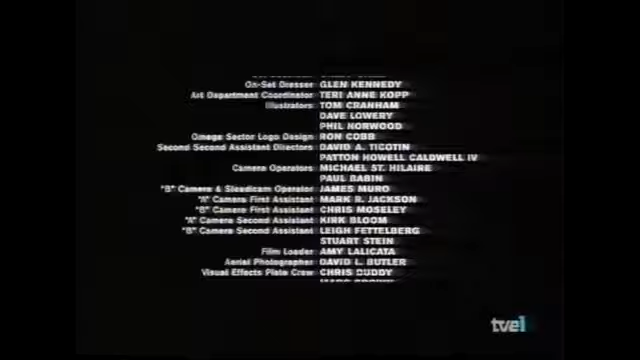 On-Set Dresser GLEN KENNEDY
Art Department Coordinator TERI ANNE KOPP
Illustrators TOM CRANHAM
DAVE LOWERY
PHIL NORWOOD
Omega Sector Logo Design RON COBB
Second Second Assistant Directors DAVID A. TICOTIN
PATTON HOWELL CALDWELL IV
Camera Operators MICHAEL ST. HILAIRE
PAUL BABIN
"B" Camera & Steadicam Operator JAMES MURO
"A" Camera First Assistant MARK R. JACKSON
"B" Camera First Assistant CHRIS MOSELEY
"A" Camera Second Assistant KIRK BLOOM
"B" Camera Second Assistant LEIGH FETTELBERG
STUART STEIN
Film Loader AMY LALICATA
Aerial Photographer DAVID L. BUTLER
Visual Effects Plate Crew CHRIS DUDDY
tve1